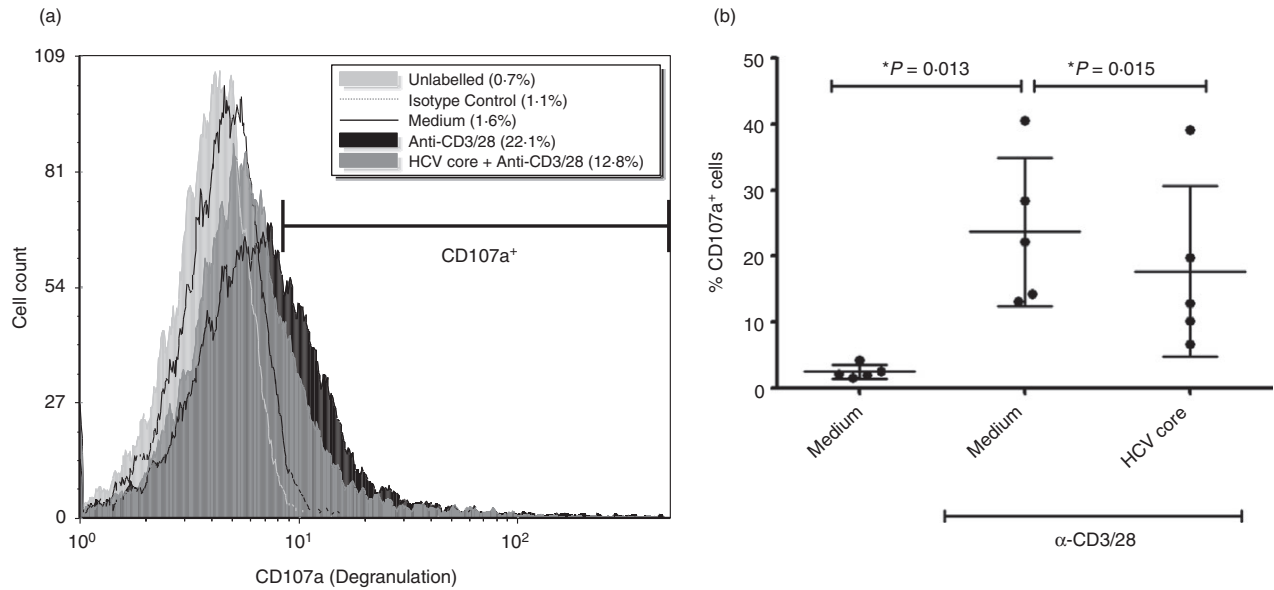 (a)
109
81
54
27
0
Cell count
Unlabelled (0·7%)
Isotype Control (1·1%)
Medium (1·6%)
Anti-CD3/28 (22·1%)
HCV core + Anti-CD3/28 (12·8%)
CD107a⁺
10⁰
10¹
10²
CD107a (Degranulation)
(b)
50
40
30
20
10
0
% CD107a⁺ cells
*P = 0·013
*P = 0·015
Medium
Medium
HCV core
α-CD3/28